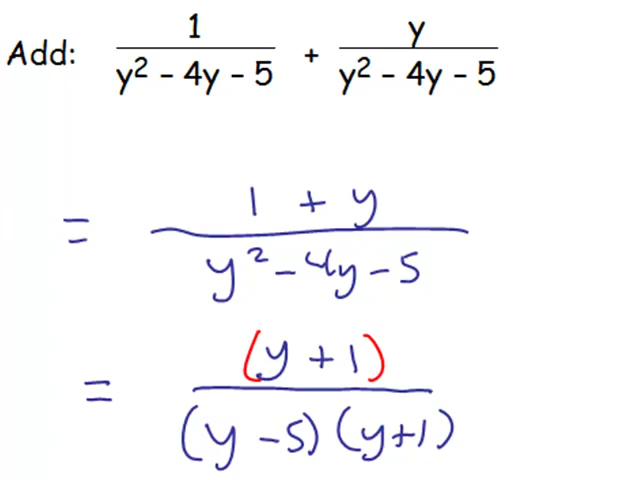 Add: 1/(y² - 4y - 5) + y/(y² - 4y - 5)
= (1 + y)/(y² - 4y - 5)
= (y + 1)/((y - 5)(y + 1))